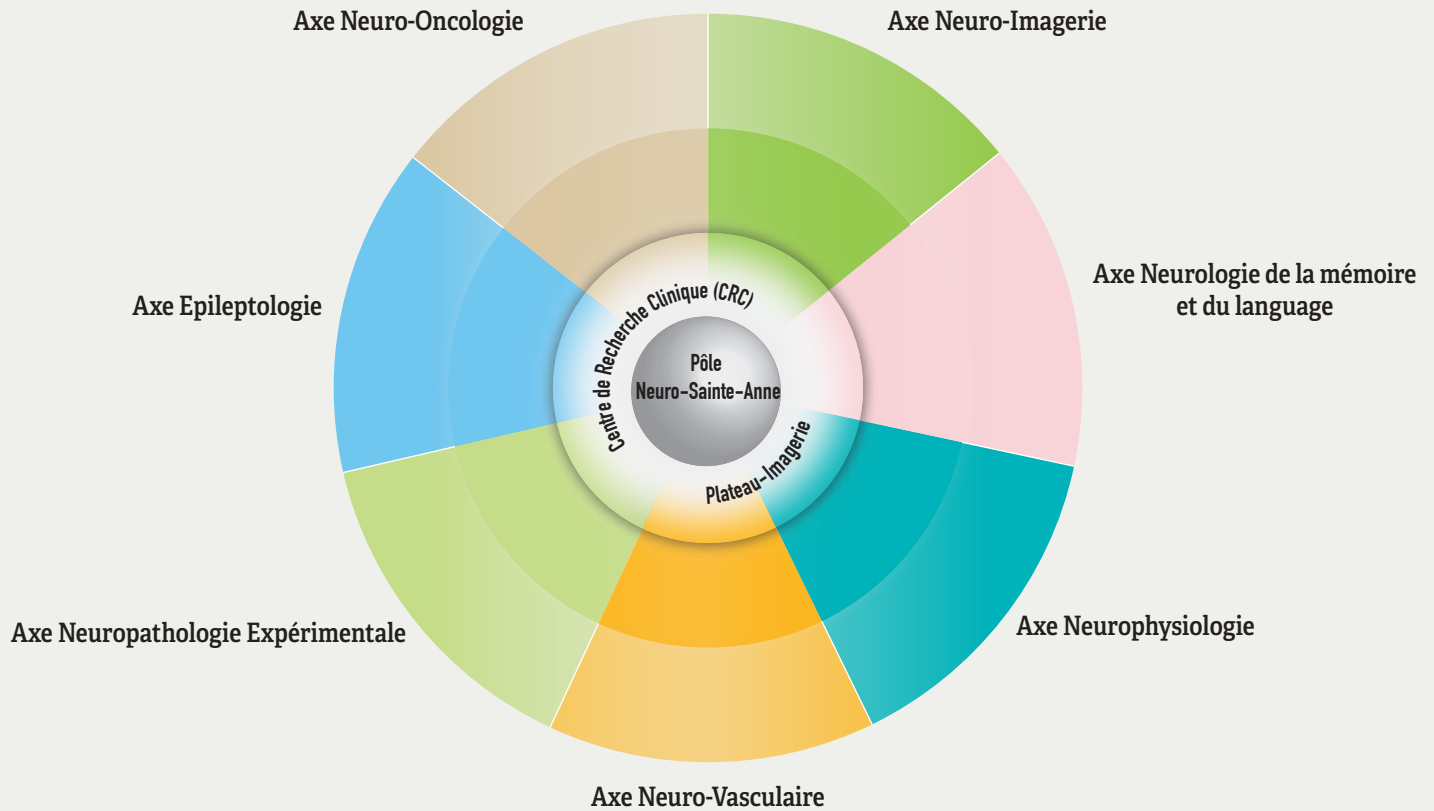 Axe Neuro-Oncologie
Axe Neuro-Imagerie
Axe Neurologie de la mémoire
et du language
Axe Epileptologie
Centre de Recherche Clinique (CRC)
Pôle
Neuro-Sainte-Anne
Plateau-Imagerie
Axe Neuropathologie Expérimentale
Axe Neurophysiologie
Axe Neuro-Vasculaire